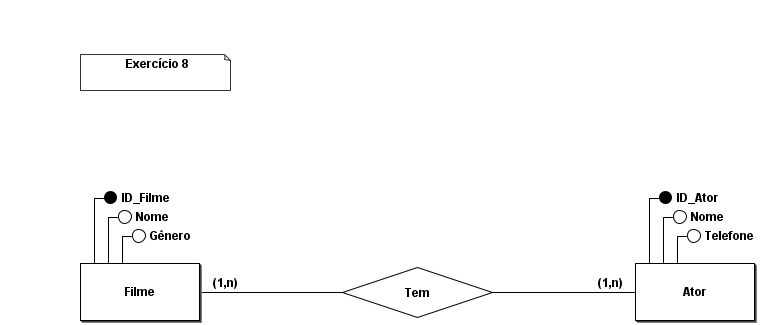 Exercício 8
ID_Filme
Nome
Gênero
ID_Ator
Nome
Telefone
Filme
(1,n)
Tem
(1,n)
Ator